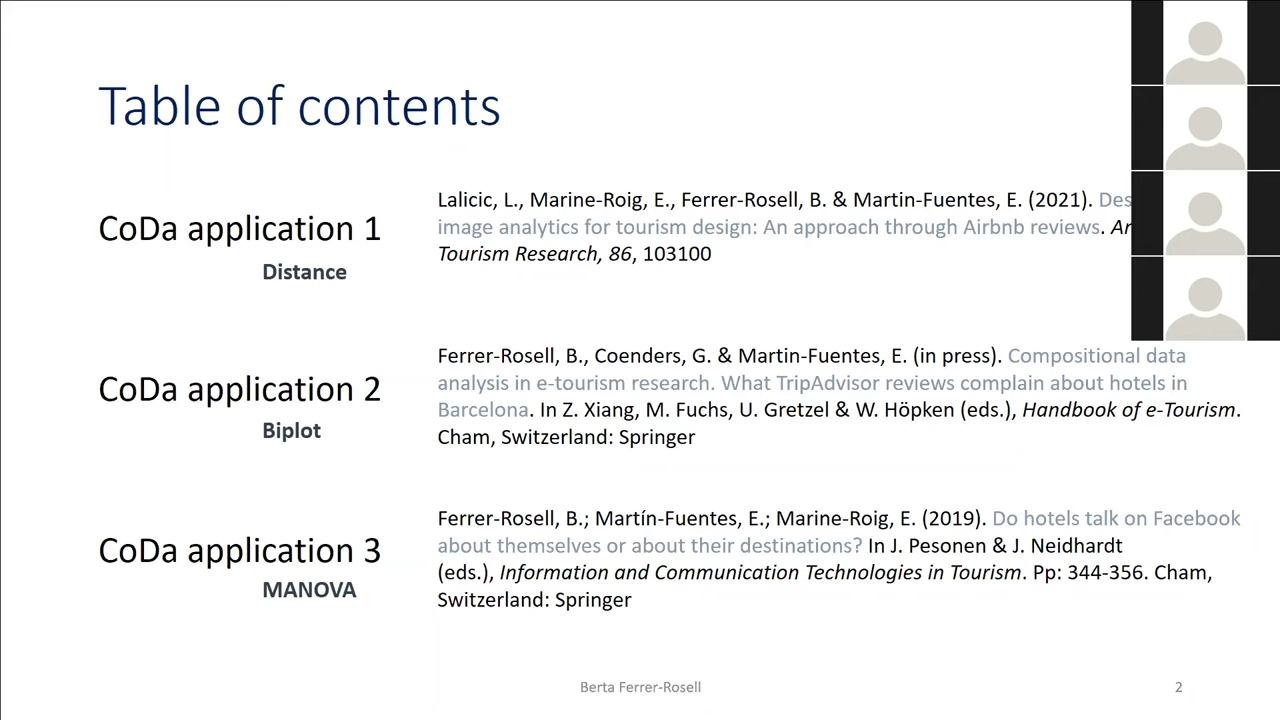 Table of contents
CoDa application 1
Distance
Lalicic, L., Marine-Roig, E., Ferrer-Rosell, B. & Martin-Fuentes, E. (2021).
image analytics for tourism design: An approach through Airbnb reviews.
Tourism Research, 86, 103100
CoDa application 2
Biplot
Ferrer-Rosell, B., Coenders, G. & Martin-Fuentes, E. (in press). Compositional data
analysis in e-tourism research. What TripAdvisor reviews complain about hotels in
Barcelona. In Z. Xiang, M. Fuchs, U. Gretzel & W. Höpken (eds.), Handbook of e-Tourism.
Cham, Switzerland: Springer
CoDa application 3
MANOVA
Ferrer-Rosell, B.; Martín-Fuentes, E.; Marine-Roig, E. (2019). Do hotels talk on Facebook
about themselves or about their destinations? In J. Pesonen & J. Neidhardt
(eds.), Information and Communication Technologies in Tourism. Pp: 344-356. Cham,
Switzerland: Springer
Berta Ferrer-Rosell
2